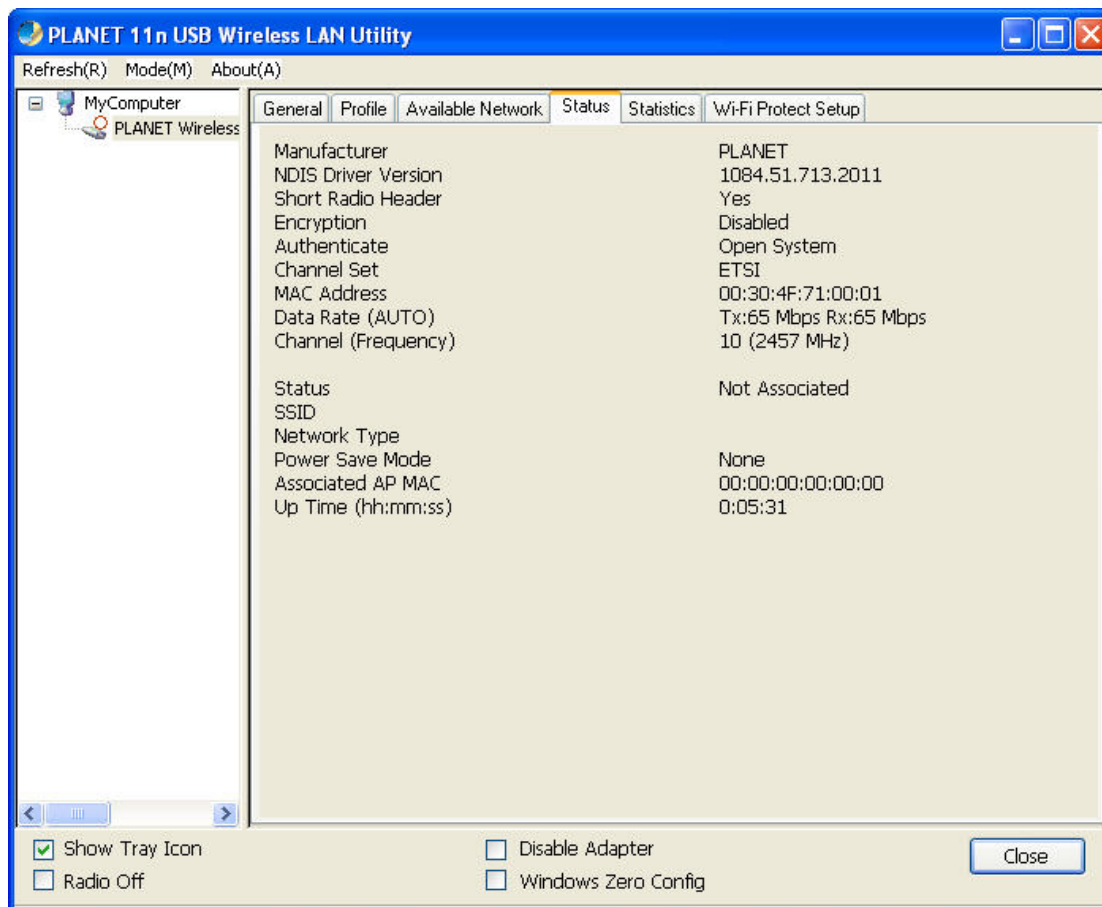 PLANET 11n USB Wireless LAN Utility
Refresh(R) Mode(M) About(A)
MyComputer
PLANET Wireless
General Profile Available Network Status Statistics Wi-Fi Protect Setup
Manufacturer PLANET
NDIS Driver Version 1084.51.713.2011
Short Radio Header Yes
Encryption Disabled
Authenticate Open System
Channel Set ETSI
MAC Address 00:30:4F:71:00:01
Data Rate (AUTO) Tx:65 Mbps Rx:65 Mbps
Channel (Frequency) 10 (2457 MHz)
Status Not Associated
SSID
Network Type
Power Save Mode None
Associated AP MAC 00:00:00:00:00:00
Up Time (hh:mm:ss) 0:05:31
Show Tray Icon Disable Adapter
Radio Off Windows Zero Config
Close